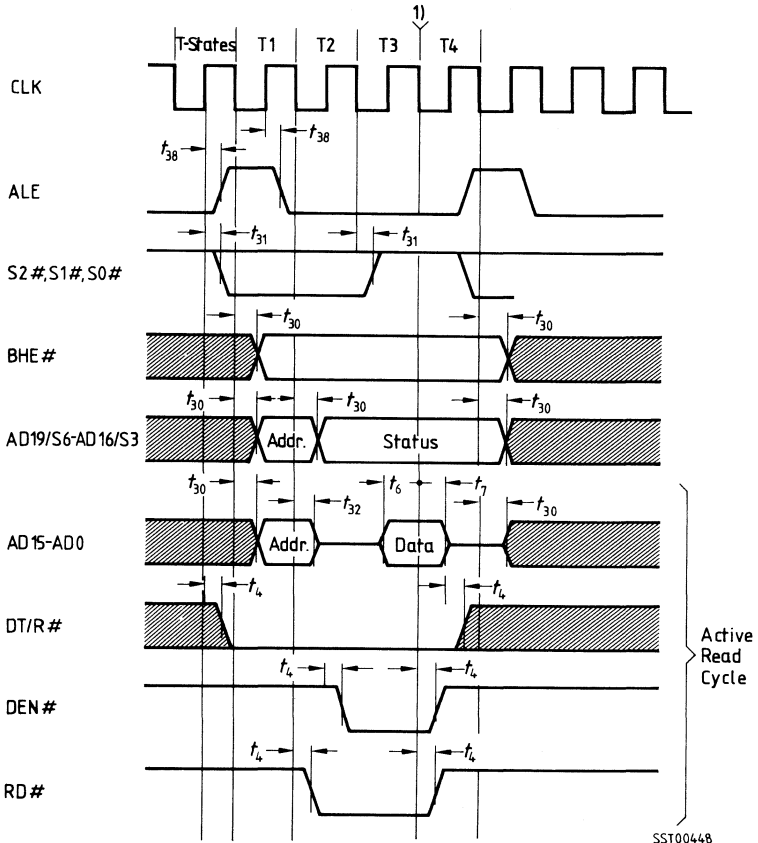 1)
T-States T1 T2 T3 T4
CLK
t38
t38
ALE
t31
t31
S2#,S1#,S0#
t30
t30
BHE#
t30
t30
t30
AD19/S6-AD16/S3
Addr.
Status
t30
t6
t7
t32
t30
AD15-AD0
Addr.
Data
t4
t4
DT/R#
Active
Read
Cycle
t4
t4
DEN#
t4
t4
RD#
SST00448